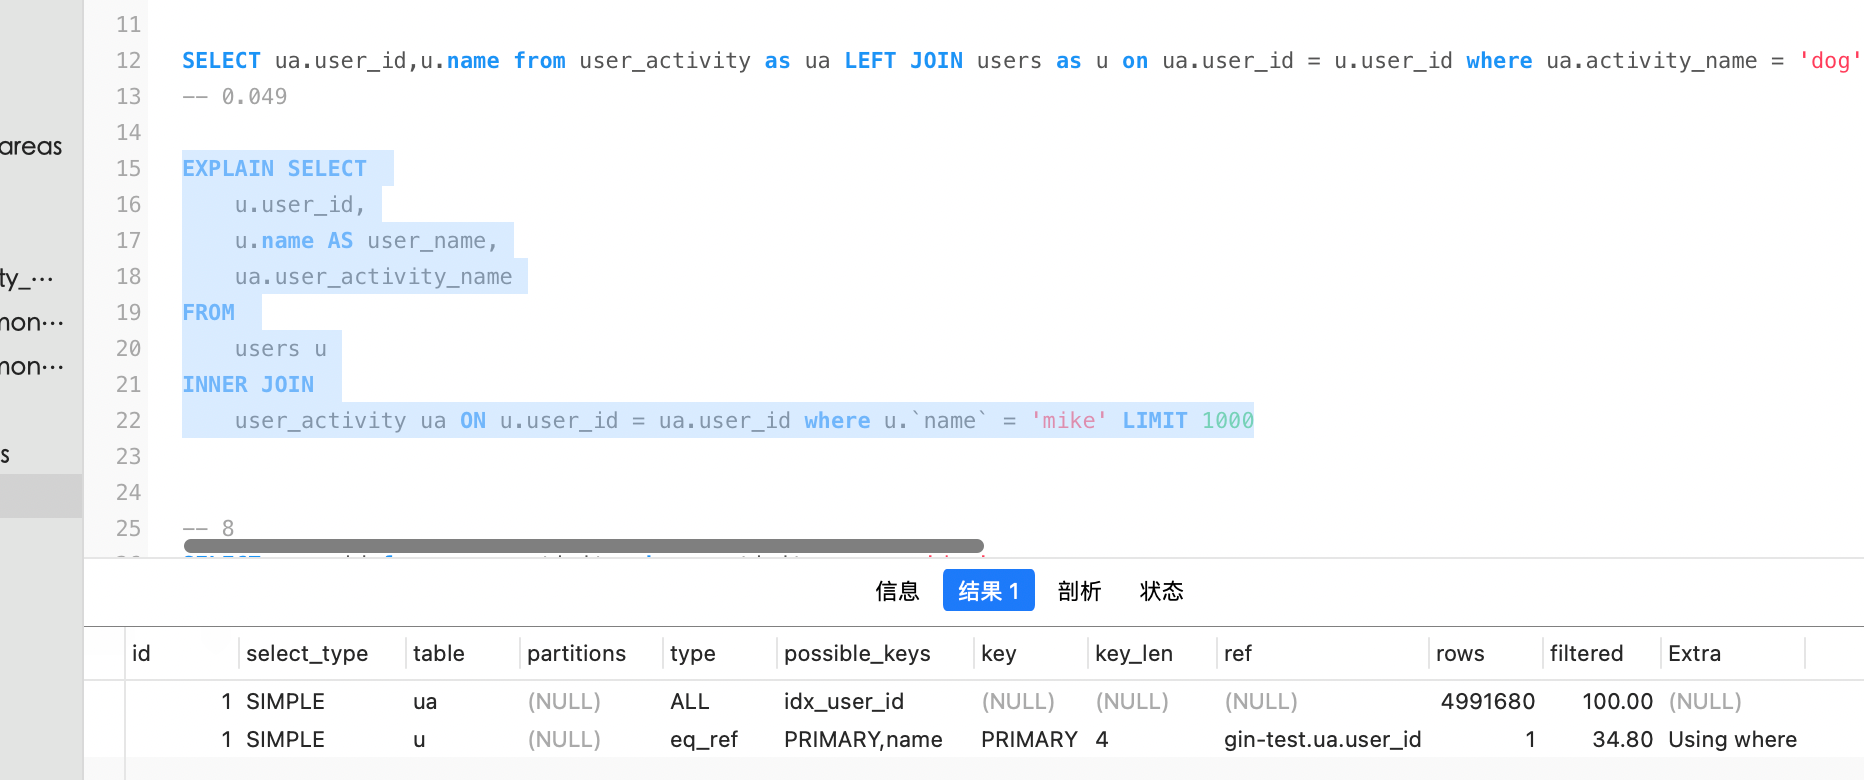 11
12 SELECT ua.user_id,u.name from user_activity as ua LEFT JOIN users as u on ua.user_id = u.user_id where ua.activity_name = 'dog'
13 -- 0.049
14
areas
15 EXPLAIN SELECT
16 u.user_id,
17 u.name AS user_name,
18 ua.user_activity_name
ty_···
19 FROM
mon···
20 users u
mon···
21 INNER JOIN
22 user_activity ua ON u.user_id = ua.user_id where u.`name` = 'mike' LIMIT 1000
23
s
24
25 -- 8
信息 结果 1 剖析 状态
id select_type table partitions type possible_keys key key_len ref rows filtered Extra
1 SIMPLE ua (NULL) ALL idx_user_id (NULL) (NULL) (NULL) 4991680 100.00 (NULL)
1 SIMPLE u (NULL) eq_ref PRIMARY,name PRIMARY 4 gin-test.ua.user_id 1 34.80 Using where